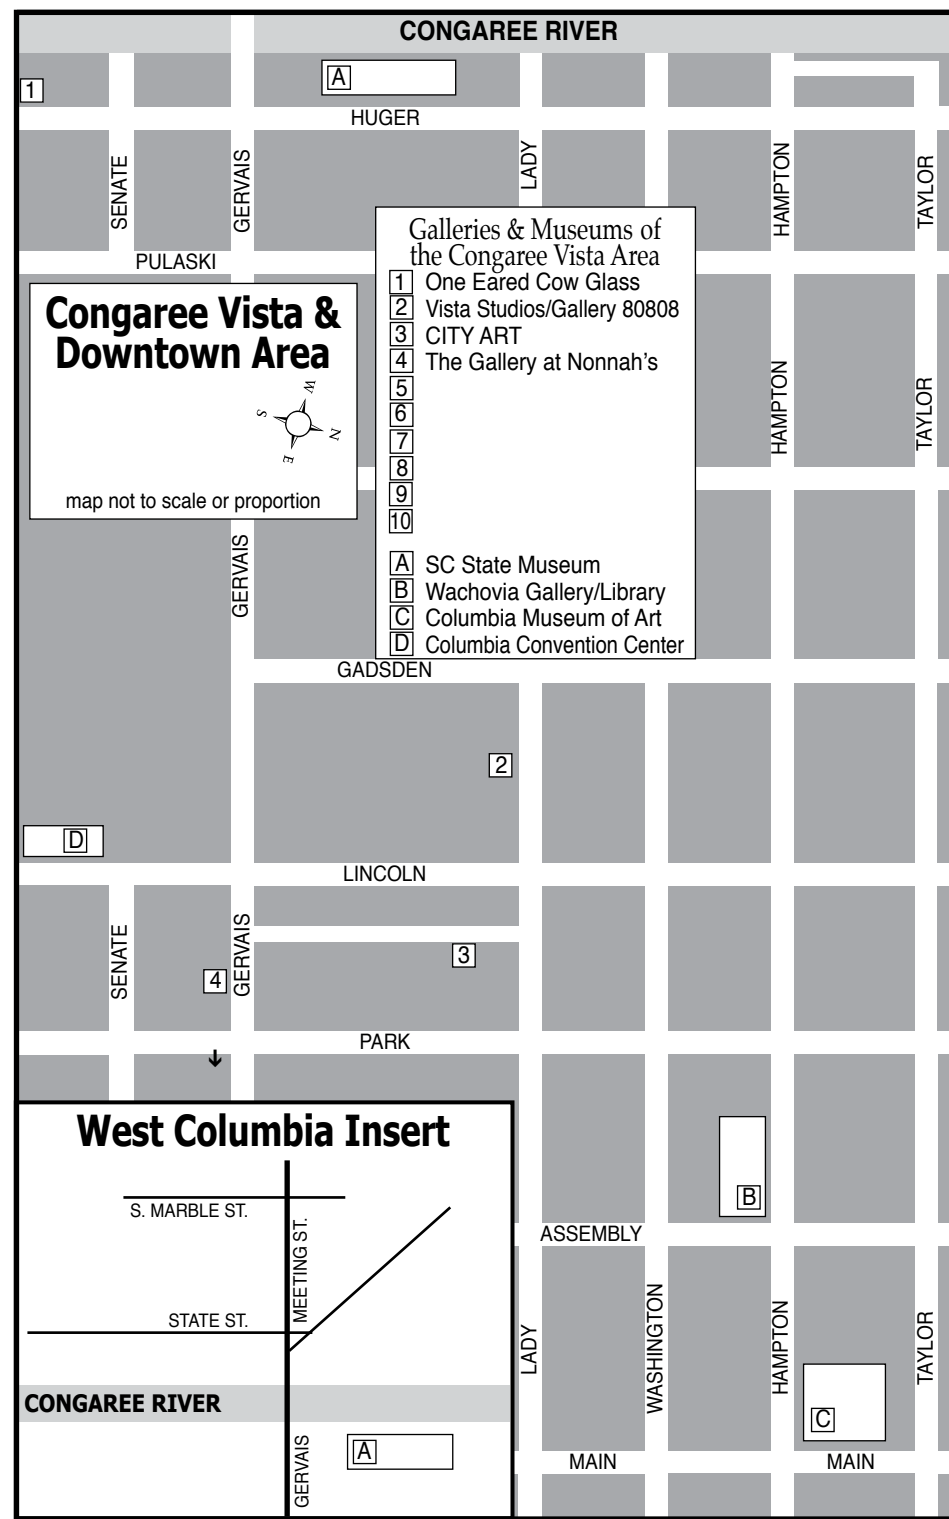 CONGAREE RIVER
A
1
HUGER
SENATE
GERVAIS
LADY
HAMPTON
TAYLOR
PULASKI
Galleries & Museums of
the Congaree Vista Area
1 One Eared Cow Glass
2 Vista Studios/Gallery 80808
3 CITY ART
4 The Gallery at Nonnah's
5
6
7
8
9
10
A SC State Museum
B Wachovia Gallery/Library
C Columbia Museum of Art
D Columbia Convention Center
Congaree Vista &
Downtown Area
W
S
N
E
map not to scale or proportion
HAMPTON
TAYLOR
GERVAIS
GADSDEN
2
D
LINCOLN
SENATE
GERVAIS
3
4
PARK
West Columbia Insert
S. MARBLE ST.
MEETING ST.
STATE ST.
CONGAREE RIVER
GERVAIS
A
B
ASSEMBLY
LADY
WASHINGTON
HAMPTON
TAYLOR
C
MAIN
MAIN